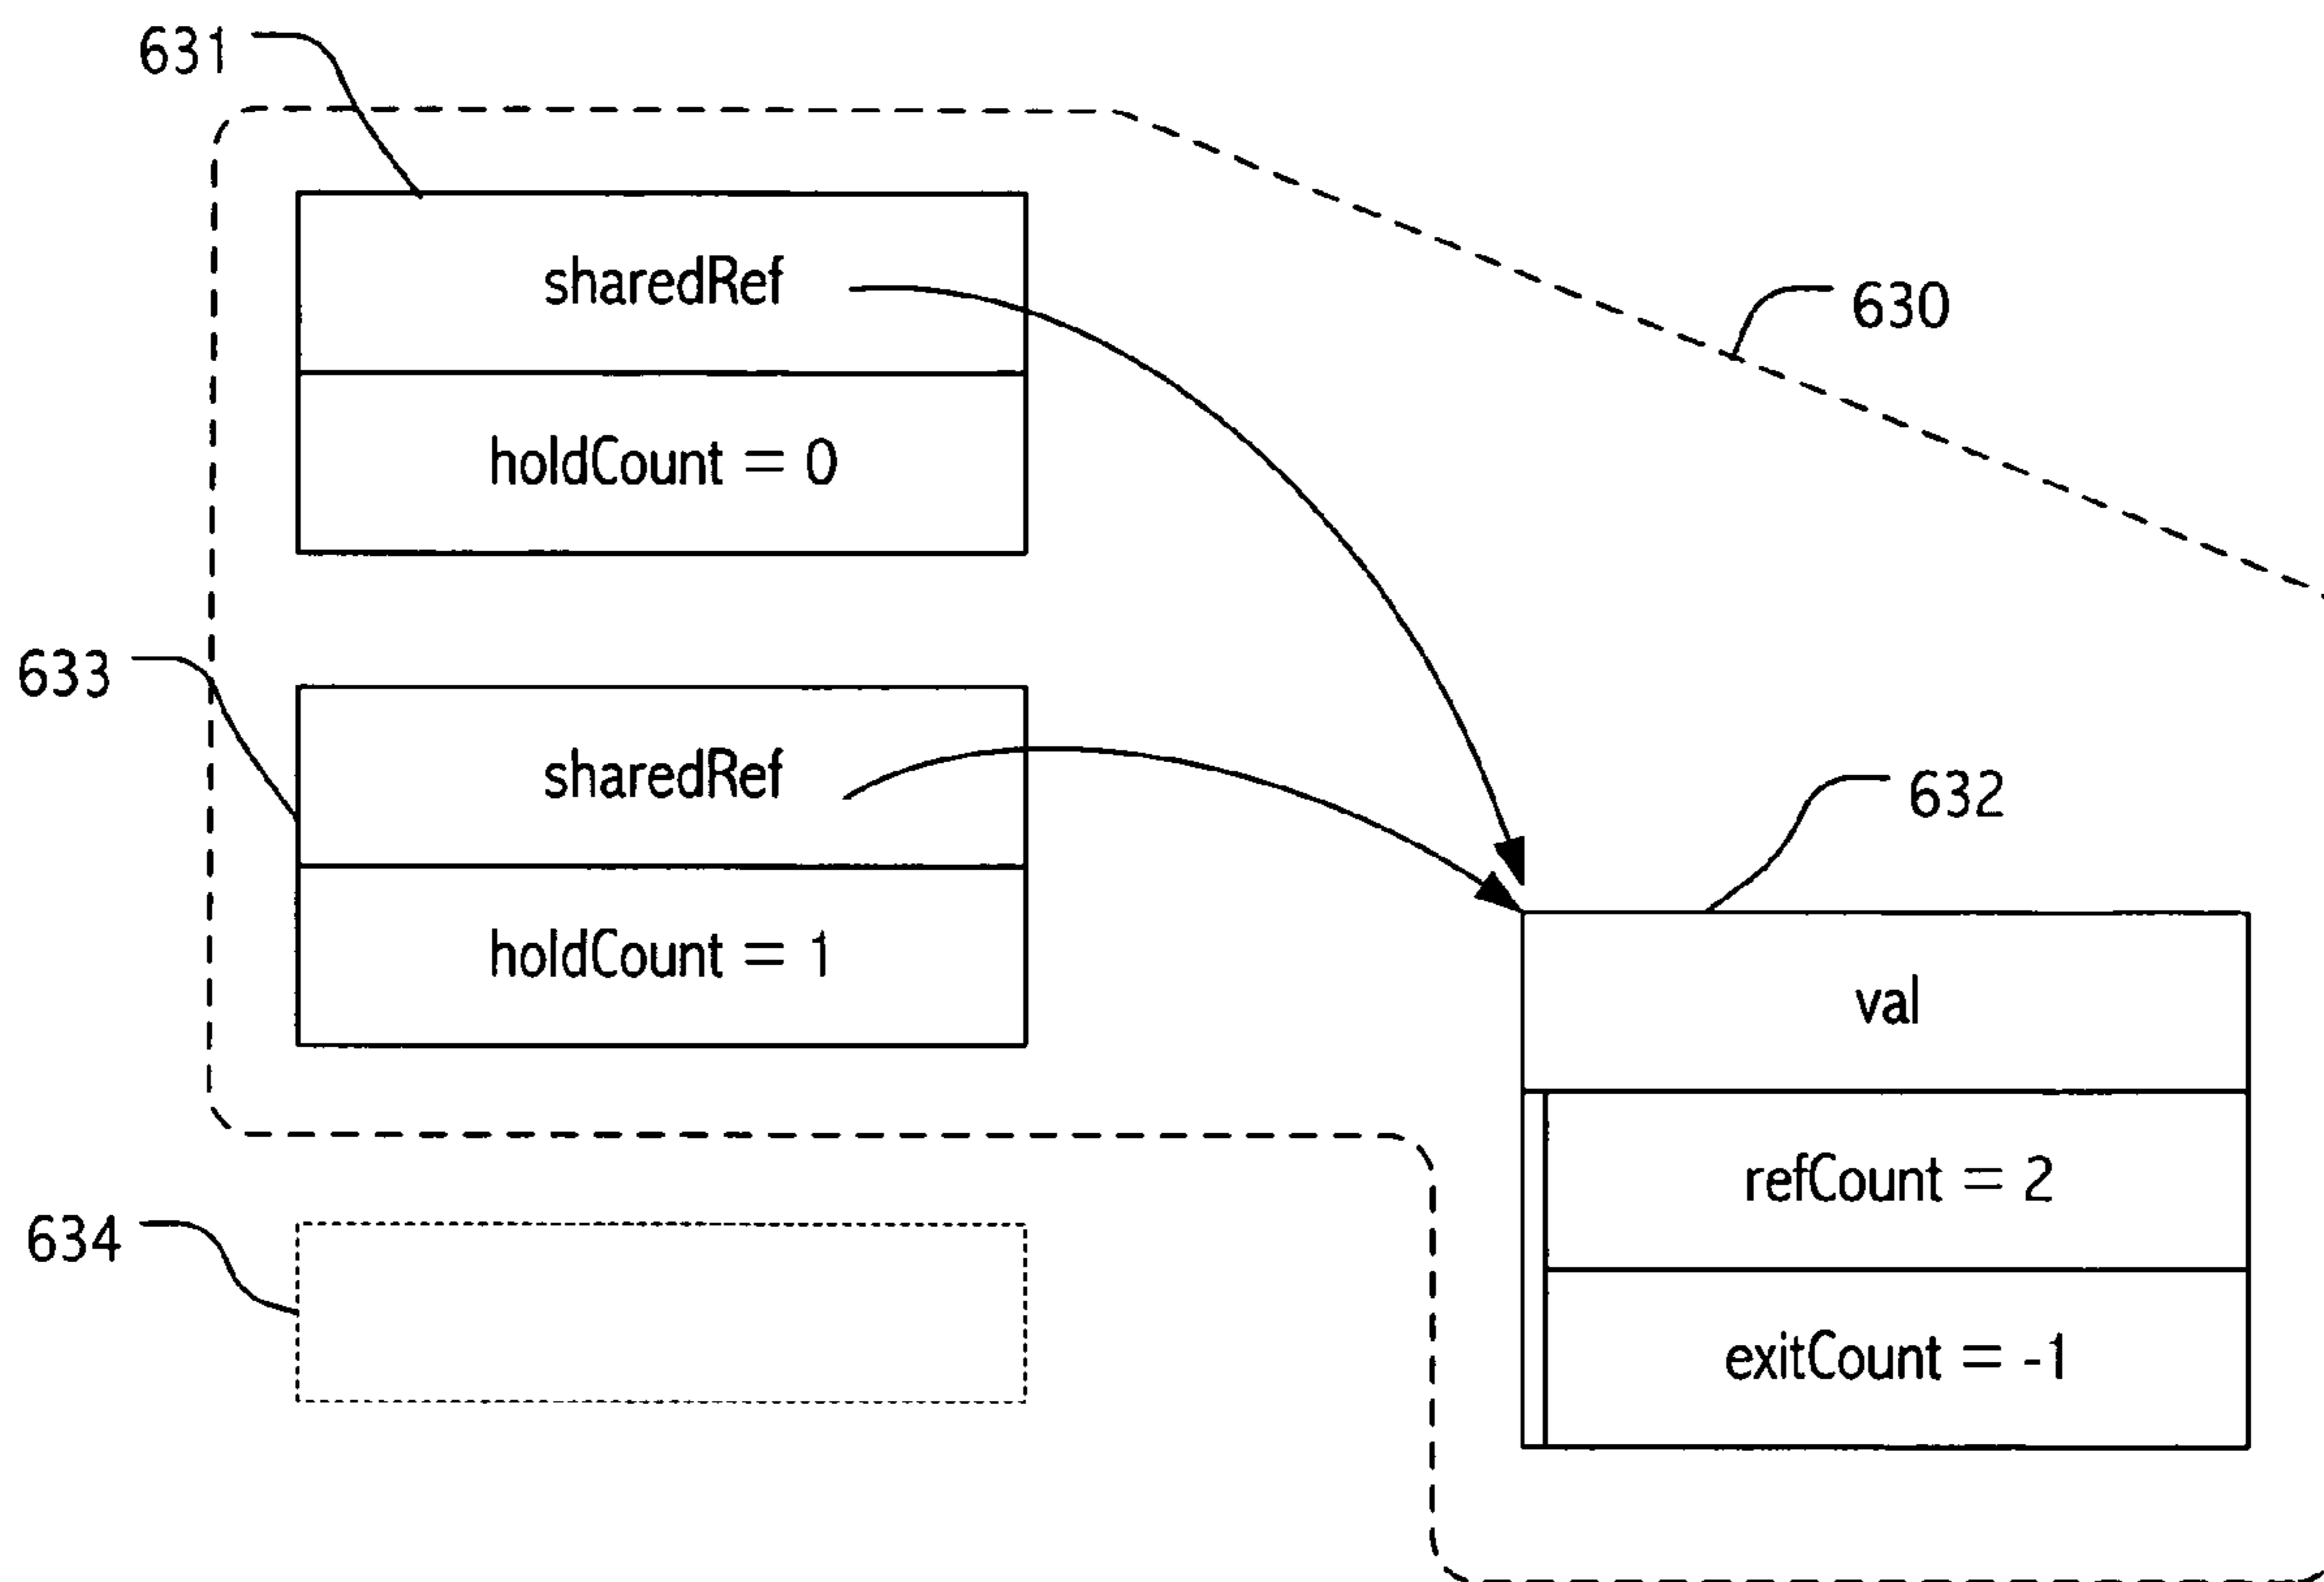 631
sharedRef
630
holdCount = 0
633
sharedRef
632
holdCount = 1
val
refCount = 2
634
exitCount = -1